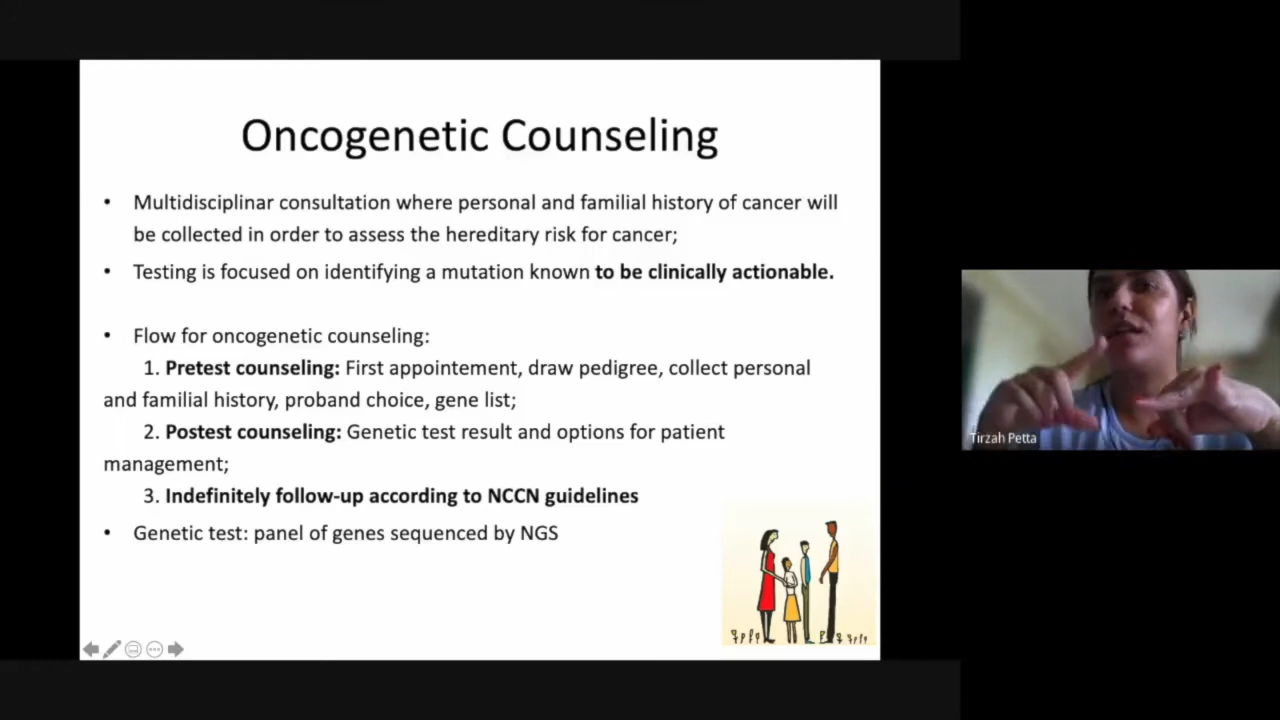 Oncogenetic Counseling
• Multidisciplinar consultation where personal and familial history of cancer will
be collected in order to assess the hereditary risk for cancer;
• Testing is focused on identifying a mutation known to be clinically actionable.
• Flow for oncogenetic counseling:
1. Pretest counseling: First appointement, draw pedigree, collect personal
and familial history, proband choice, gene list;
2. Postest counseling: Genetic test result and options for patient
management;
3. Indefinitely follow-up according to NCCN guidelines
• Genetic test: panel of genes sequenced by NGS
Tirzah Petta